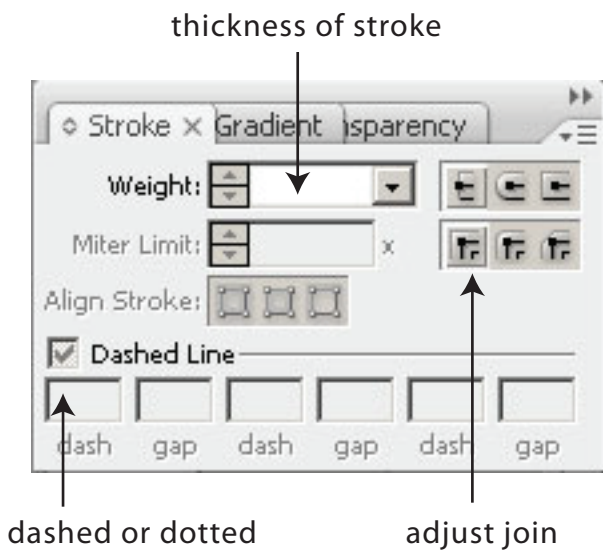 thickness of stroke
Stroke × Gradient nsparency
Weight:
Miter Limit: x
Align Stroke:
Dashed Line
dash gap dash gap dash gap
dashed or dotted adjust join